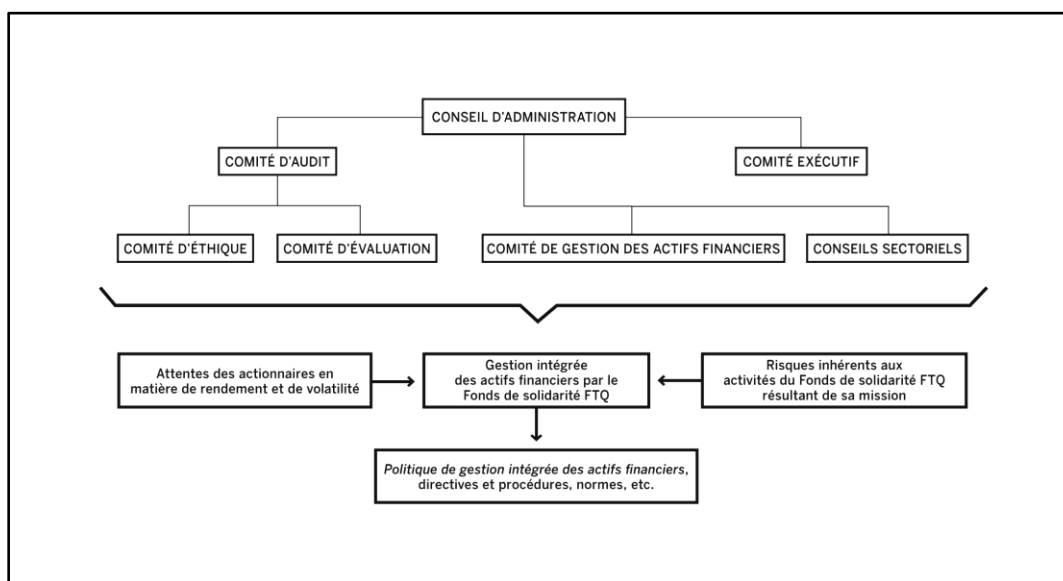 CONSEIL D'ADMINISTRATION
COMITÉ D'AUDIT
COMITÉ EXÉCUTIF
COMITÉ D'ÉTHIQUE
COMITÉ D'ÉVALUATION
COMITÉ DE GESTION DES ACTIFS FINANCIERS
CONSEILS SECTORIELS
Attentes des actionnaires en
matière de rendement et de volatilité
Gestion intégrée
des actifs financiers par le
Fonds de solidarité FTQ
Risques inhérents aux
activités du Fonds de solidarité FTQ
résultant de sa mission
Politique de gestion intégrée des actifs financiers,
directives et procédures, normes, etc.